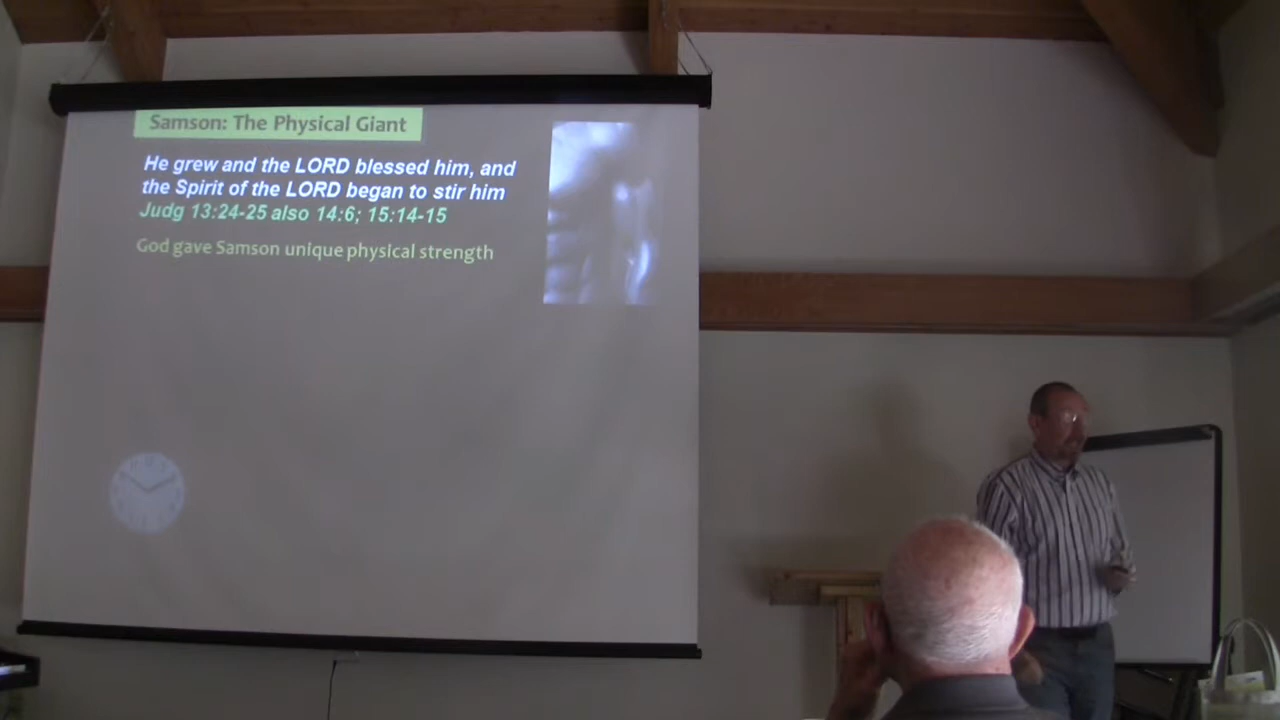 Samson: The Physical Giant
He grew and the LORD blessed him, and
the Spirit of the LORD began to stir him
Judg 13:24-25 also 14:6; 15:14-15
God gave Samson unique physical strength